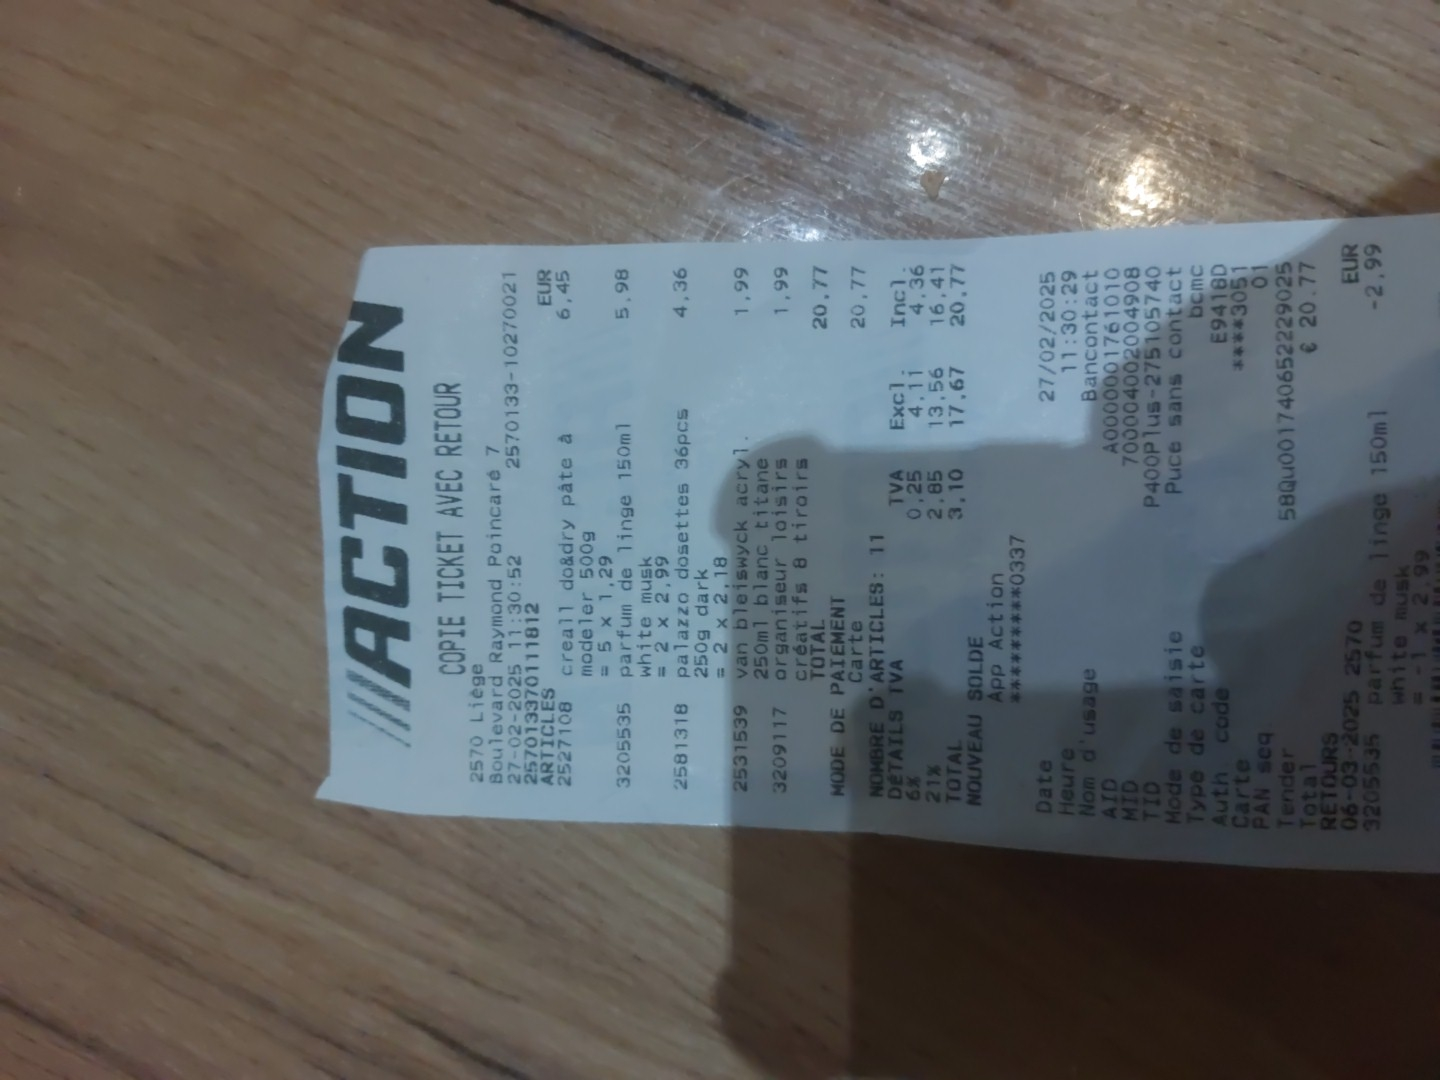 ACTION
COPIE TICKET AVEC RETOUR
2570 Liège
Boulevard Raymond Poincaré 7
27-02-2025 11:30:52 2570133-10270021
2570133701111812
ARTICLES EUR
2527108 creall do&dry pâte à 6,45
modeler 500g
= 5 x 1,29
3205535 parfum de linge 150ml 5,98
white musk
= 2 x 2,99
2581318 palazzo dosettes 36pcs 4,36
250g dark
= 2 x 2,18
2531539 van bleiswyck acryl. 1,99
250ml blanc titane
3209117 organiseur loisirs 1,99
créatifs 8 tiroirs
TOTAL 20,77
MODE DE PAIEMENT
Carte 20,77
NOMBRE D'ARTICLES: 11
DÉTAILS TVA TVA Excl. Incl.
6% 0,25 4,11 4,36
21% 2,85 13,56 16,41
TOTAL 3,10 17,67 20,77
NOUVEAU SOLDE
App Action
*********0337
Date 27/02/2025
Heure 11:30:29
Nom d'usage Bancontact
AID A0000001761010
MID 70004002004908
TID P400Plus-275105740
Mode de saisie Puce sans contact
Type de carte bcmc
Auth code E941BD
Carte ****3051
PAN seq 01
Tender 58Qu001740652229025
Total € 20.77
RETOURS
06-03-2025 2570 EUR
3205535 parfum de linge 150ml -2,99
white musk
= -1 x 2,99